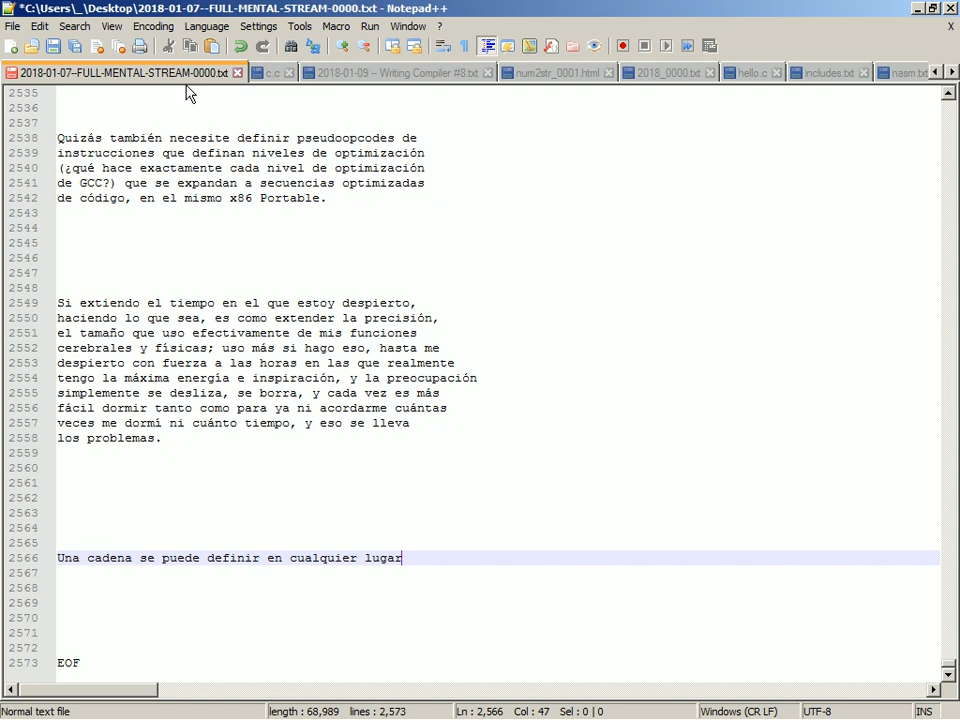 *C:\Users\_\Desktop\2018-01-07--FULL-MENTAL-STREAM-0000.txt - Notepad++
File Edit Search View Encoding Language Settings Tools Macro Run Window ? X
2018-01-07--FULL-MENTAL-STREAM-0000.txt c.c 2018-01-09 -- Writing Compiler #8.txt num2str_0001.html 2018_0000.txt hello.c includes.txt nasm.txt
2535
2536
2537
2538 Quizás también necesite definir pseudoopcodes de
2539 instrucciones que definan niveles de optimización
2540 (¿qué hace exactamente cada nivel de optimización
2541 de GCC?) que se expandan a secuencias optimizadas
2542 de código, en el mismo x86 Portable.
2543
2544
2545
2546
2547
2548
2549 Si extiendo el tiempo en el que estoy despierto,
2550 haciendo lo que sea, es como extender la precisión,
2551 el tamaño que uso efectivamente de mis funciones
2552 cerebrales y físicas; uso más si hago eso, hasta me
2553 despierto con fuerza a las horas en las que realmente
2554 tengo la máxima energía e inspiración, y la preocupación
2555 simplemente se desliza, se borra, y cada vez es más
2556 fácil dormir tanto como para ya ni acordarme cuántas
2557 veces me dormí ni cuánto tiempo, y eso se lleva
2558 los problemas.
2559
2560
2561
2562
2563
2564
2565
2566 Una cadena se puede definir en cualquier lugar
2567
2568
2569
2570
2571
2572
2573 EOF
Normal text file length : 68,989 lines : 2,573 Ln : 2,566 Col : 47 Sel : 0 | 0 Windows (CR LF) UTF-8 INS